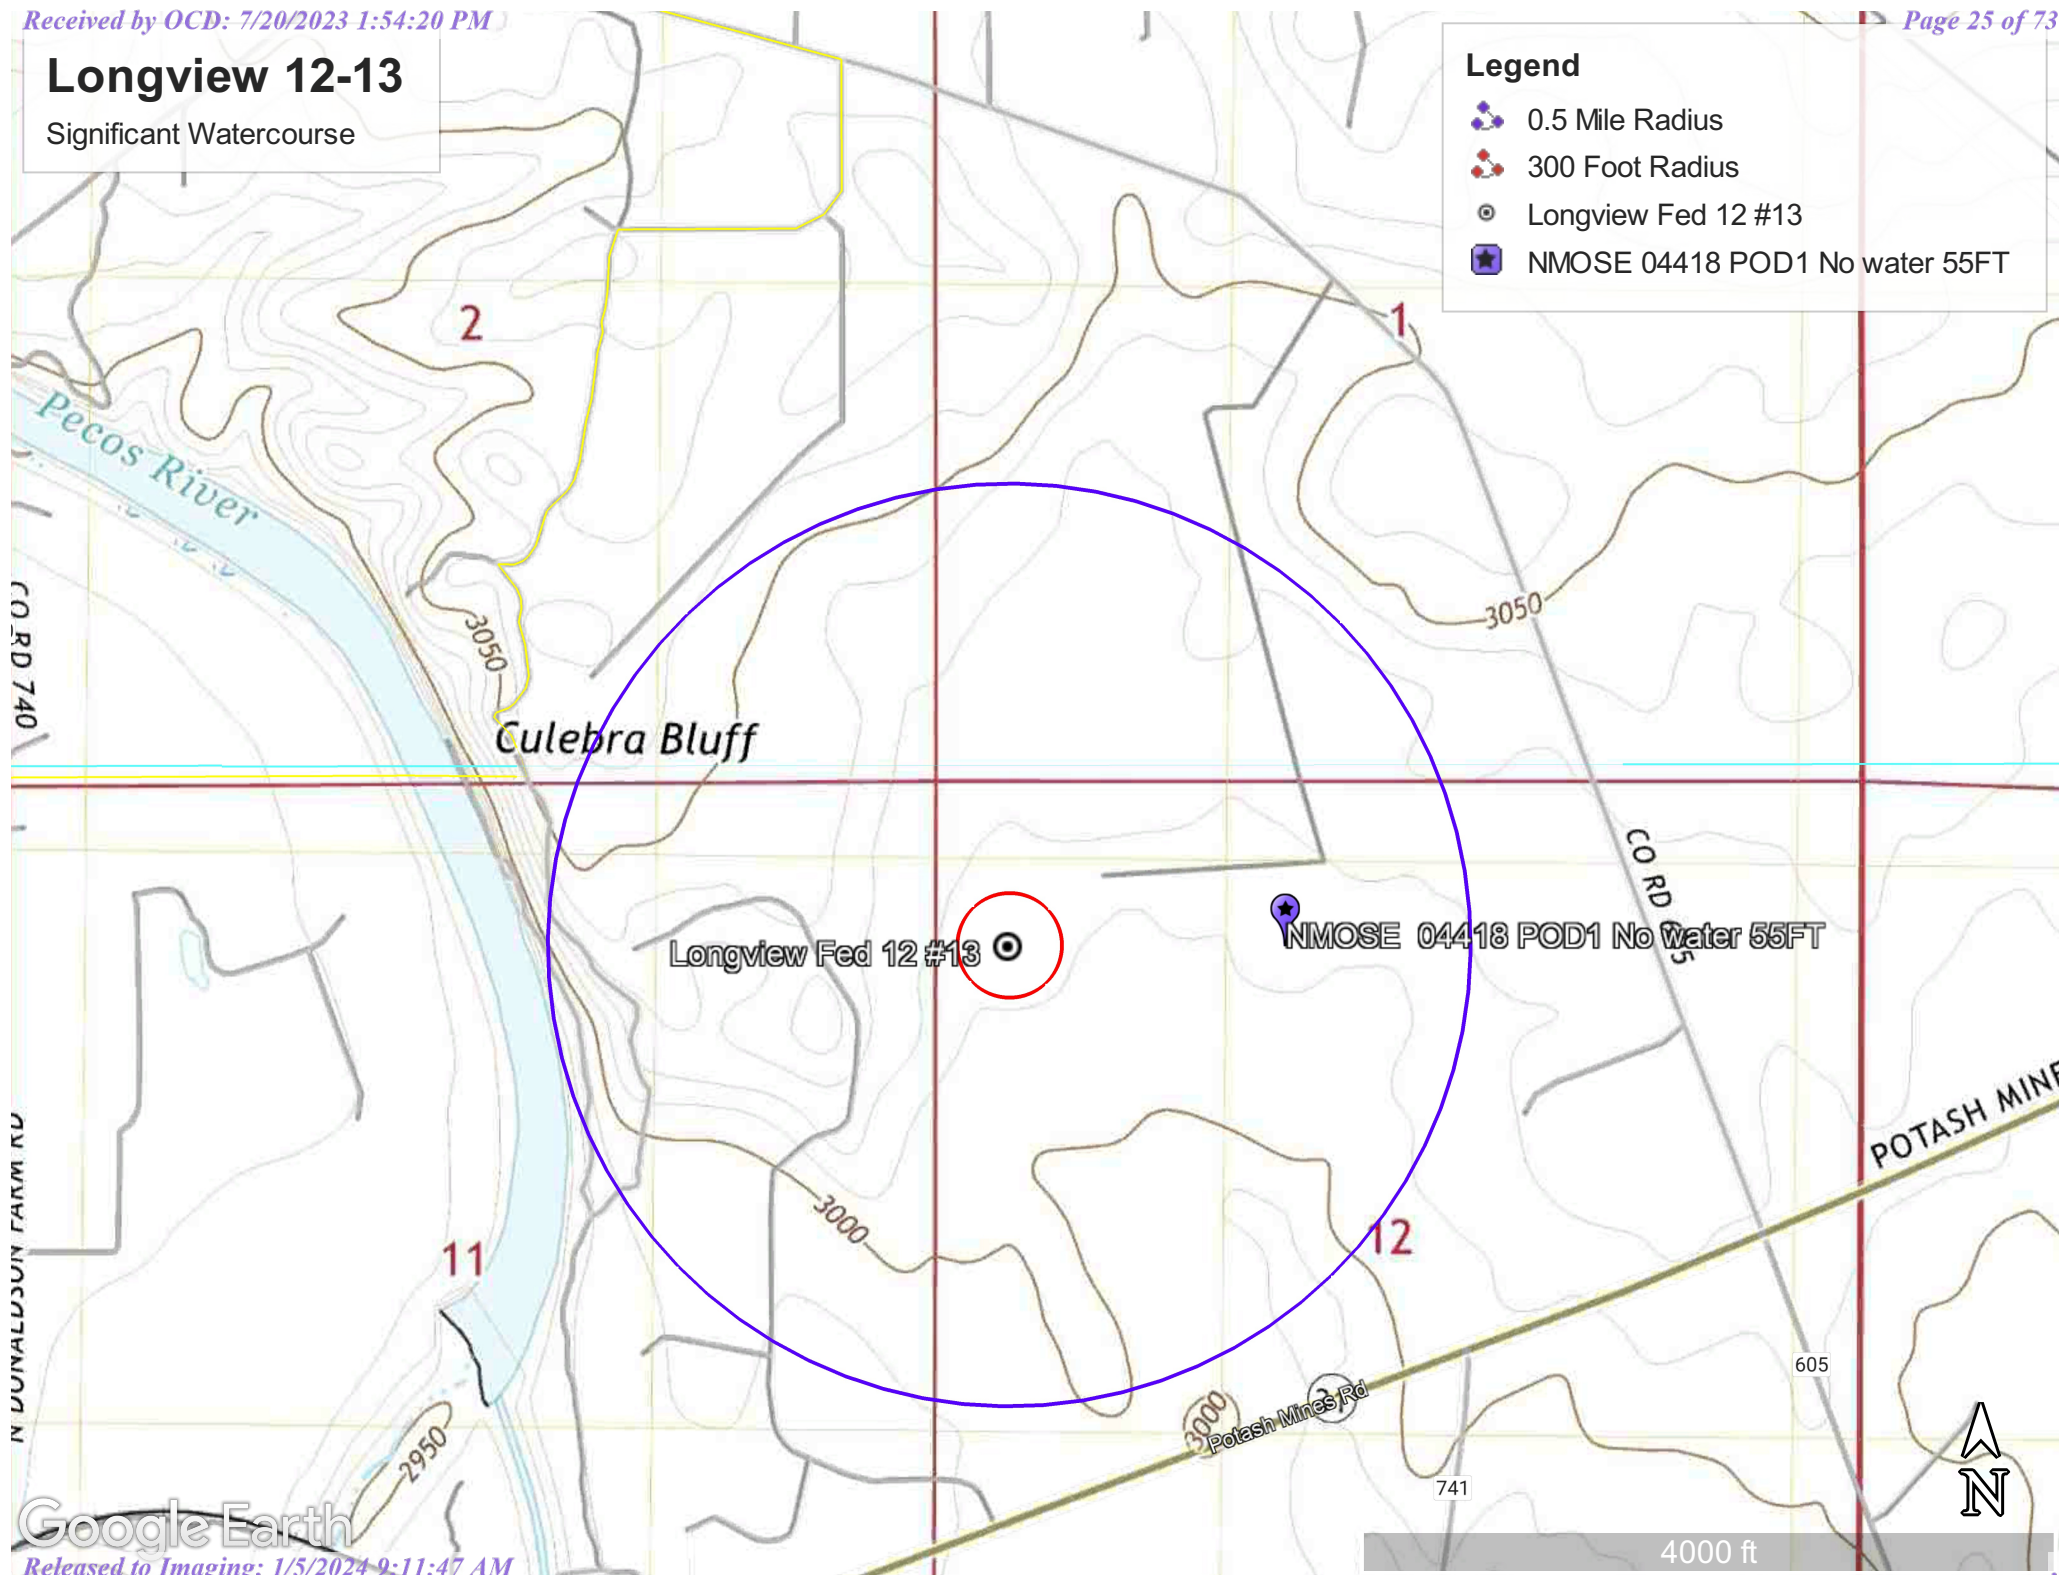 Received by OCD: 7/20/2023 1:54:20 PM
Page 25 of 73
Longview 12-13
Significant Watercourse
Legend
0.5 Mile Radius
300 Foot Radius
Longview Fed 12 #13
NMOSE 04418 POD1 No water 55FT
2
1
Pecos River
CO RD 740
3050
3050
Culebra Bluff
CO RD
Longview Fed 12 #13
NMOSE 04418 POD1 No water 55FT
POTASH MINE
N DONALDSON FARM RD
3000
11
12
605
3000
Potash Mines Rd
2950
741
N
Google Earth
4000 ft
Released to Imaging: 1/5/2024 9:11:47 AM